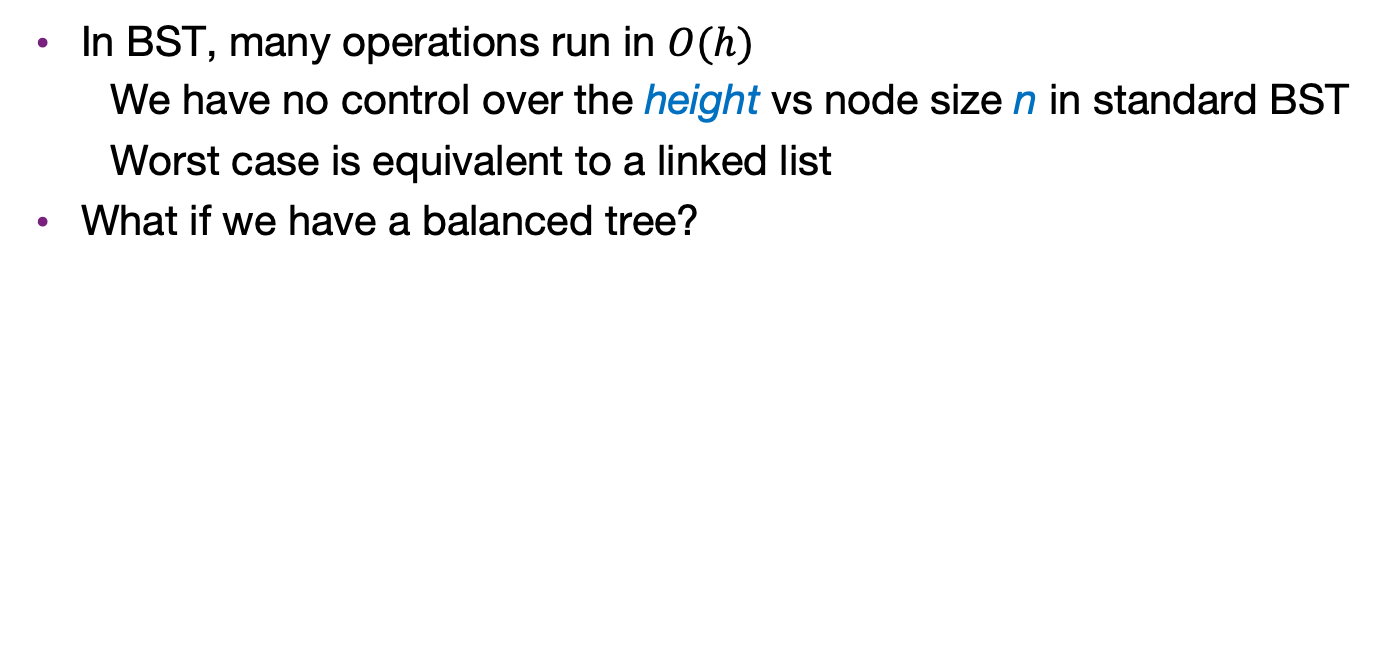 • In BST, many operations run in O(h)
We have no control over the height vs node size n in standard BST
Worst case is equivalent to a linked list
• What if we have a balanced tree?